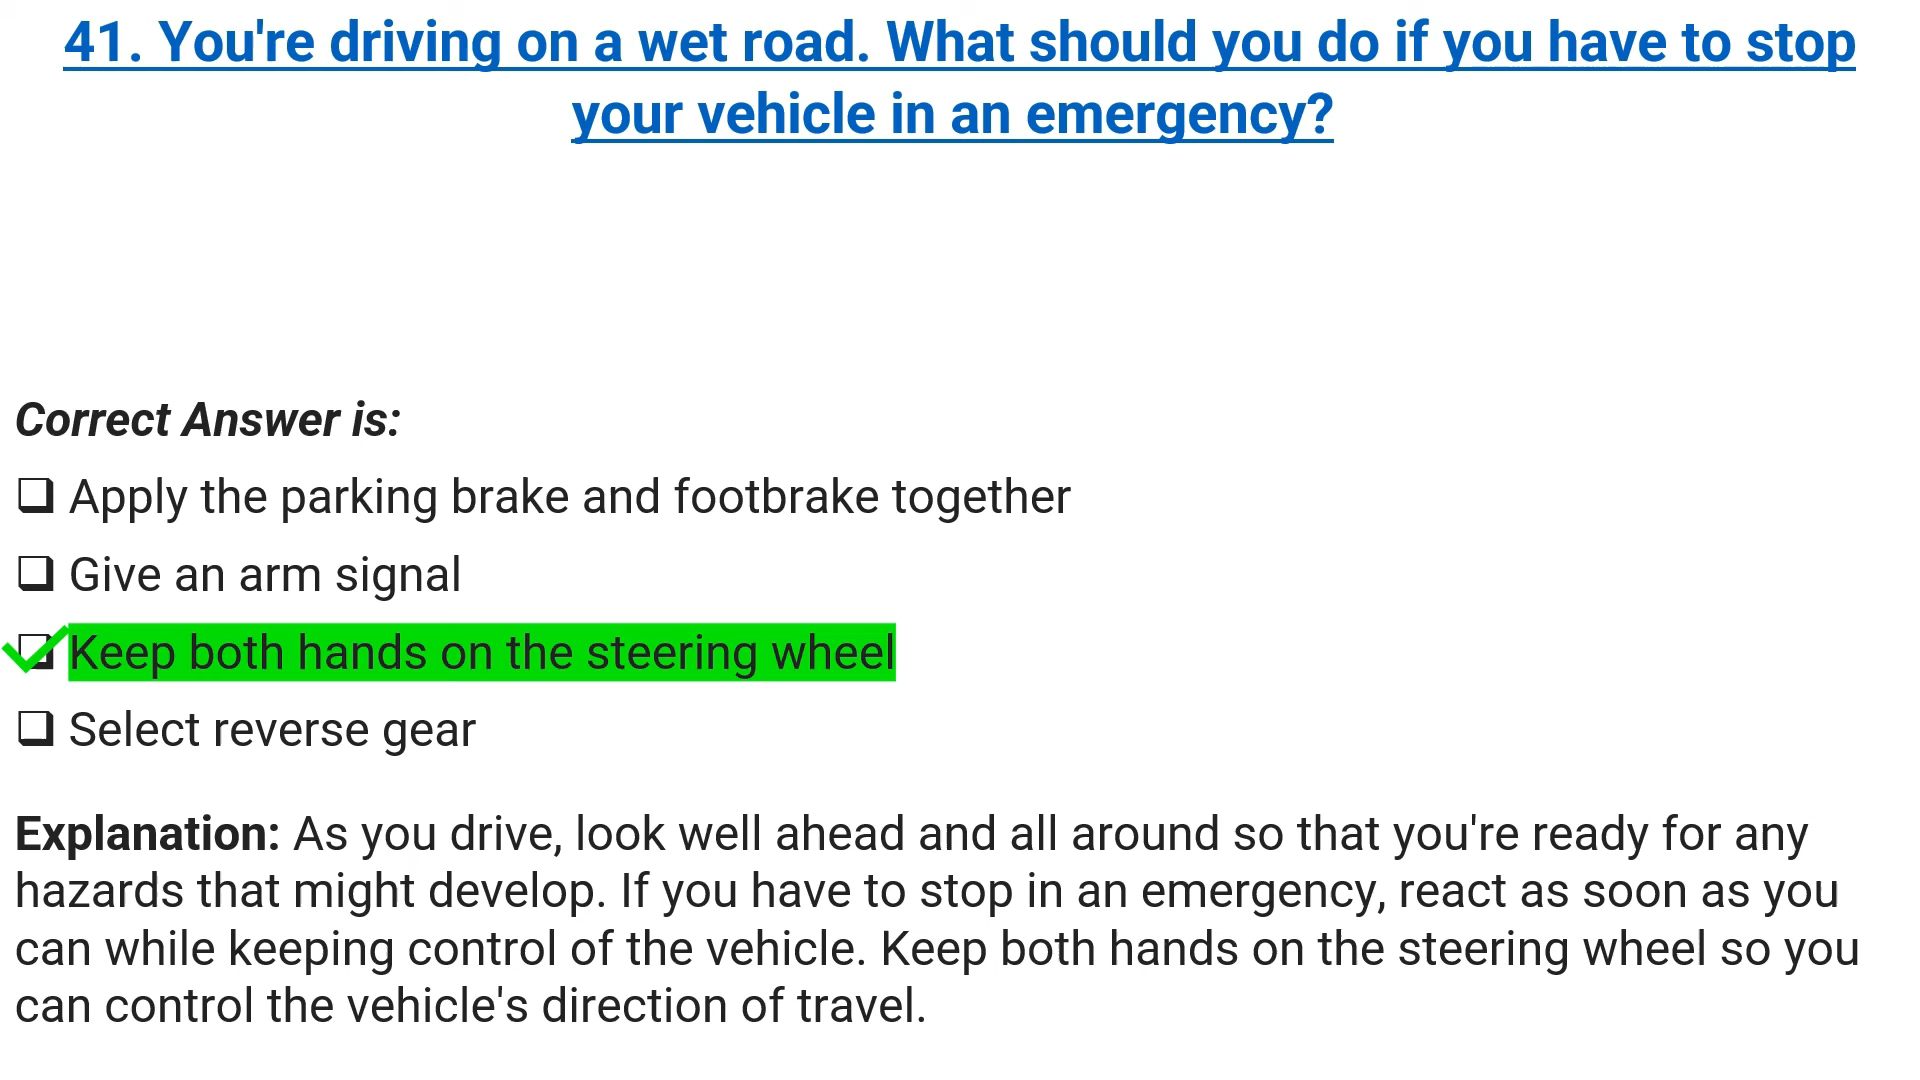 41. You're driving on a wet road. What should you do if you have to stop
your vehicle in an emergency?
Correct Answer is:
❑ Apply the parking brake and footbrake together
❑ Give an arm signal
❑ Keep both hands on the steering wheel
❑ Select reverse gear
Explanation: As you drive, look well ahead and all around so that you're ready for any
hazards that might develop. If you have to stop in an emergency, react as soon as you
can while keeping control of the vehicle. Keep both hands on the steering wheel so you
can control the vehicle's direction of travel.